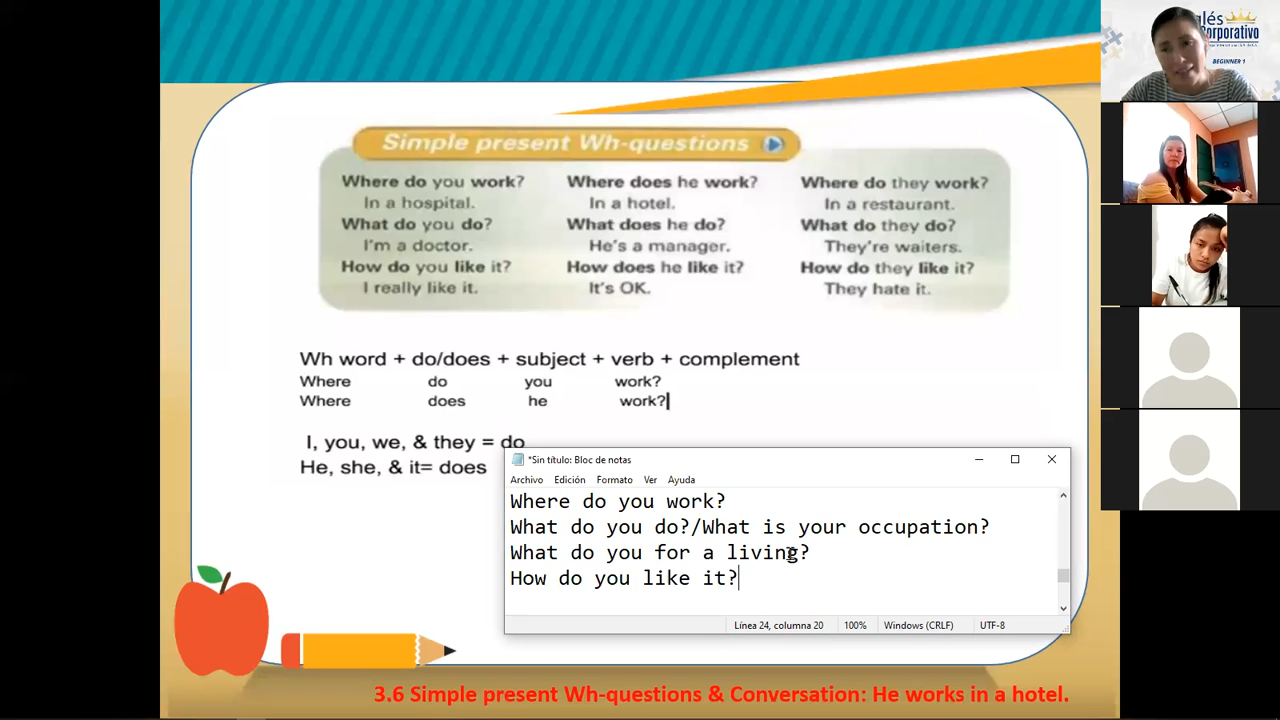 Simple present Wh-questions
Where do you work?
In a hospital.
What do you do?
I'm a doctor.
How do you like it?
I really like it.
Where does he work?
In a hotel.
What does he do?
He's a manager.
How does he like it?
It's OK.
Where do they work?
In a restaurant.
What do they do?
They're waiters.
How do they like it?
They hate it.
Wh word + do/does + subject + verb + complement
Where do you work?
Where does he work?
I, you, we, & they = do
He, she, & it= does
*Sin título: Bloc de notas
Archivo Edición Formato Ver Ayuda
Where do you work?
What do you do?/What is your occupation?
What do you for a living?
How do you like it?
Línea 24, columna 20 100% Windows (CRLF) UTF-8
3.6 Simple present Wh-questions & Conversation: He works in a hotel.
BEGINNER 1